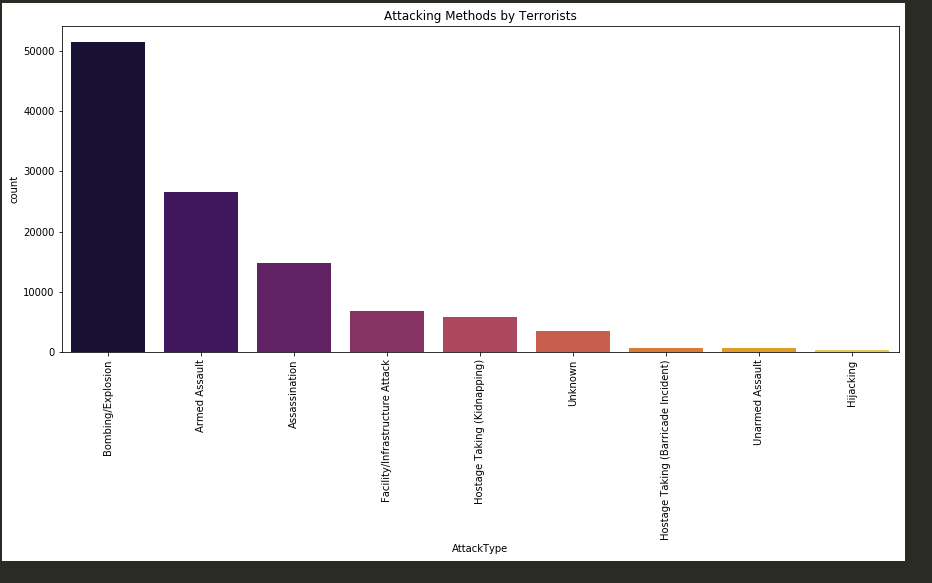 Attacking Methods by Terrorists
count
50000
40000
30000
20000
10000
0
Bombing/Explosion
Armed Assault
Assassination
Facility/Infrastructure Attack
Hostage Taking (Kidnapping)
Unknown
Hostage Taking (Barricade Incident)
Unarmed Assault
Hijacking
AttackType